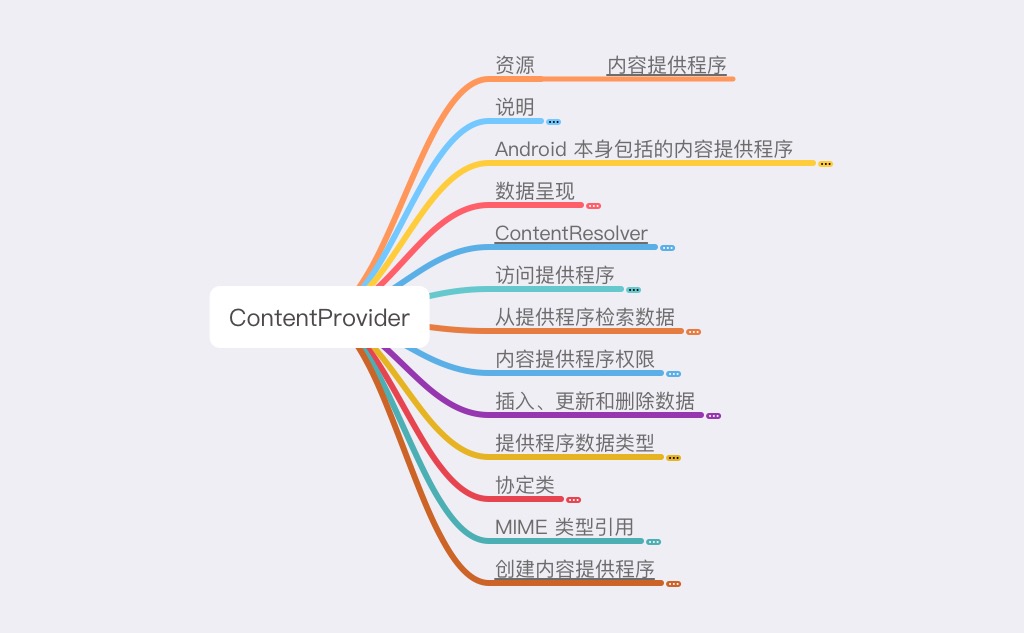 资源 内容提供程序
说明
Android 本身包括的内容提供程序
数据呈现
ContentResolver
访问提供程序
ContentProvider
从提供程序检索数据
内容提供程序权限
插入、更新和删除数据
提供程序数据类型
协定类
MIME 类型引用
创建内容提供程序